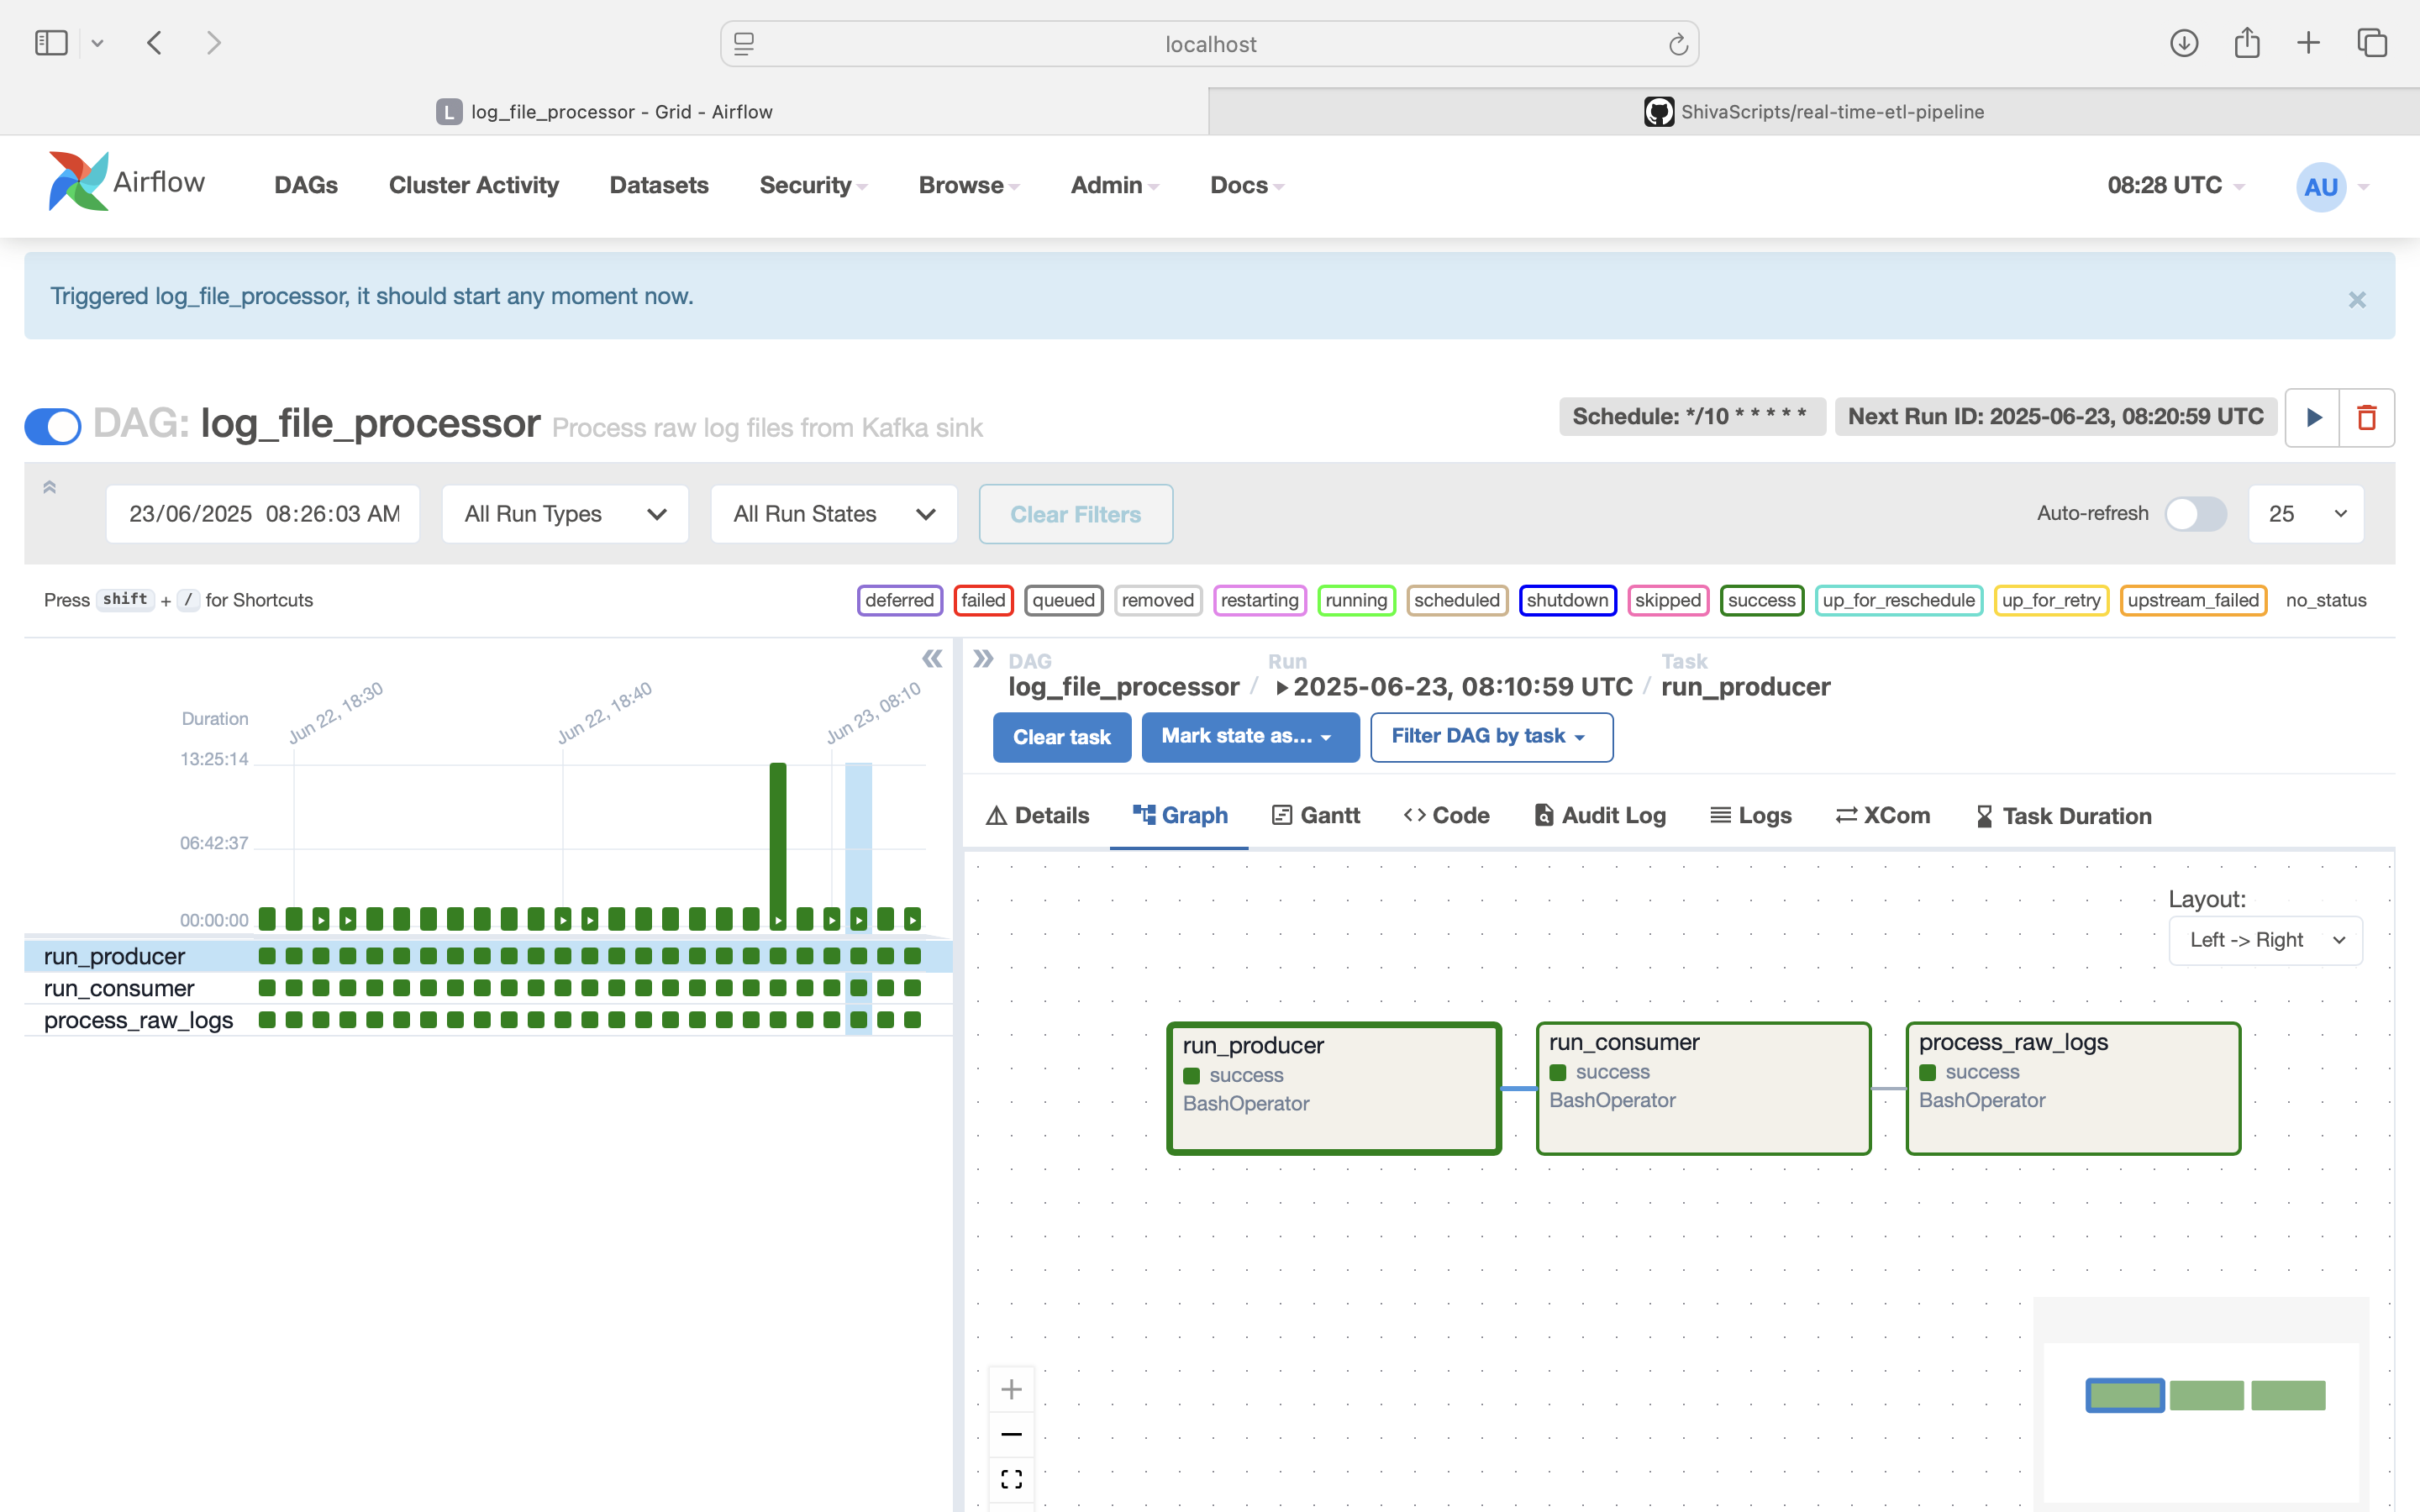 localhost
L log_file_processor - Grid - Airflow
ShivaScripts/real-time-etl-pipeline
Airflow DAGs Cluster Activity Datasets Security Browse Admin Docs 08:28 UTC AU
Triggered log_file_processor, it should start any moment now.
×
DAG: log_file_processor Process raw log files from Kafka sink
Schedule: */10 * * * * * Next Run ID: 2025-06-23, 08:20:59 UTC
23/06/2025 08:26:03 AM All Run Types All Run States Clear Filters Auto-refresh 25
Press shift + / for Shortcuts
deferred failed queued removed restarting running scheduled shutdown skipped success up_for_reschedule up_for_retry upstream_failed no_status
Duration
Jun 22, 18:30
Jun 22, 18:40
Jun 23, 08:10
13:25:14
06:42:37
00:00:00
run_producer
run_consumer
process_raw_logs
DAG Run Task
log_file_processor / 2025-06-23, 08:10:59 UTC / run_producer
Clear task Mark state as... Filter DAG by task
Details Graph Gantt Code Audit Log Logs XCom Task Duration
Layout:
Left -> Right
run_producer
success
BashOperator
run_consumer
success
BashOperator
process_raw_logs
success
BashOperator